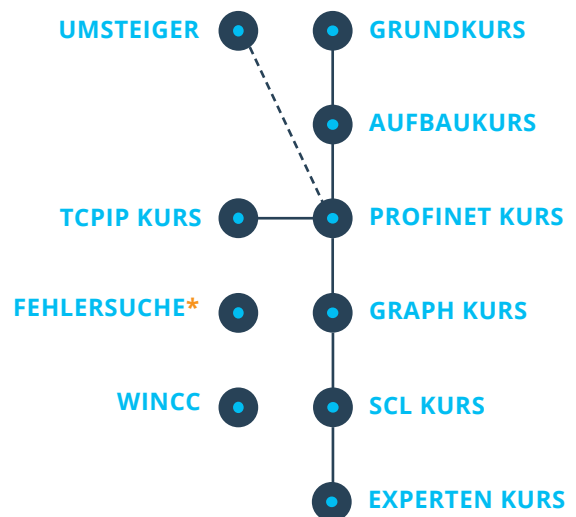 UMSTEIGER
GRUNDKURS
AUFBAUKURS
TCPIP KURS
PROFINET KURS
FEHLERSUCHE*
GRAPH KURS
WINCC
SCL KURS
EXPERTEN KURS